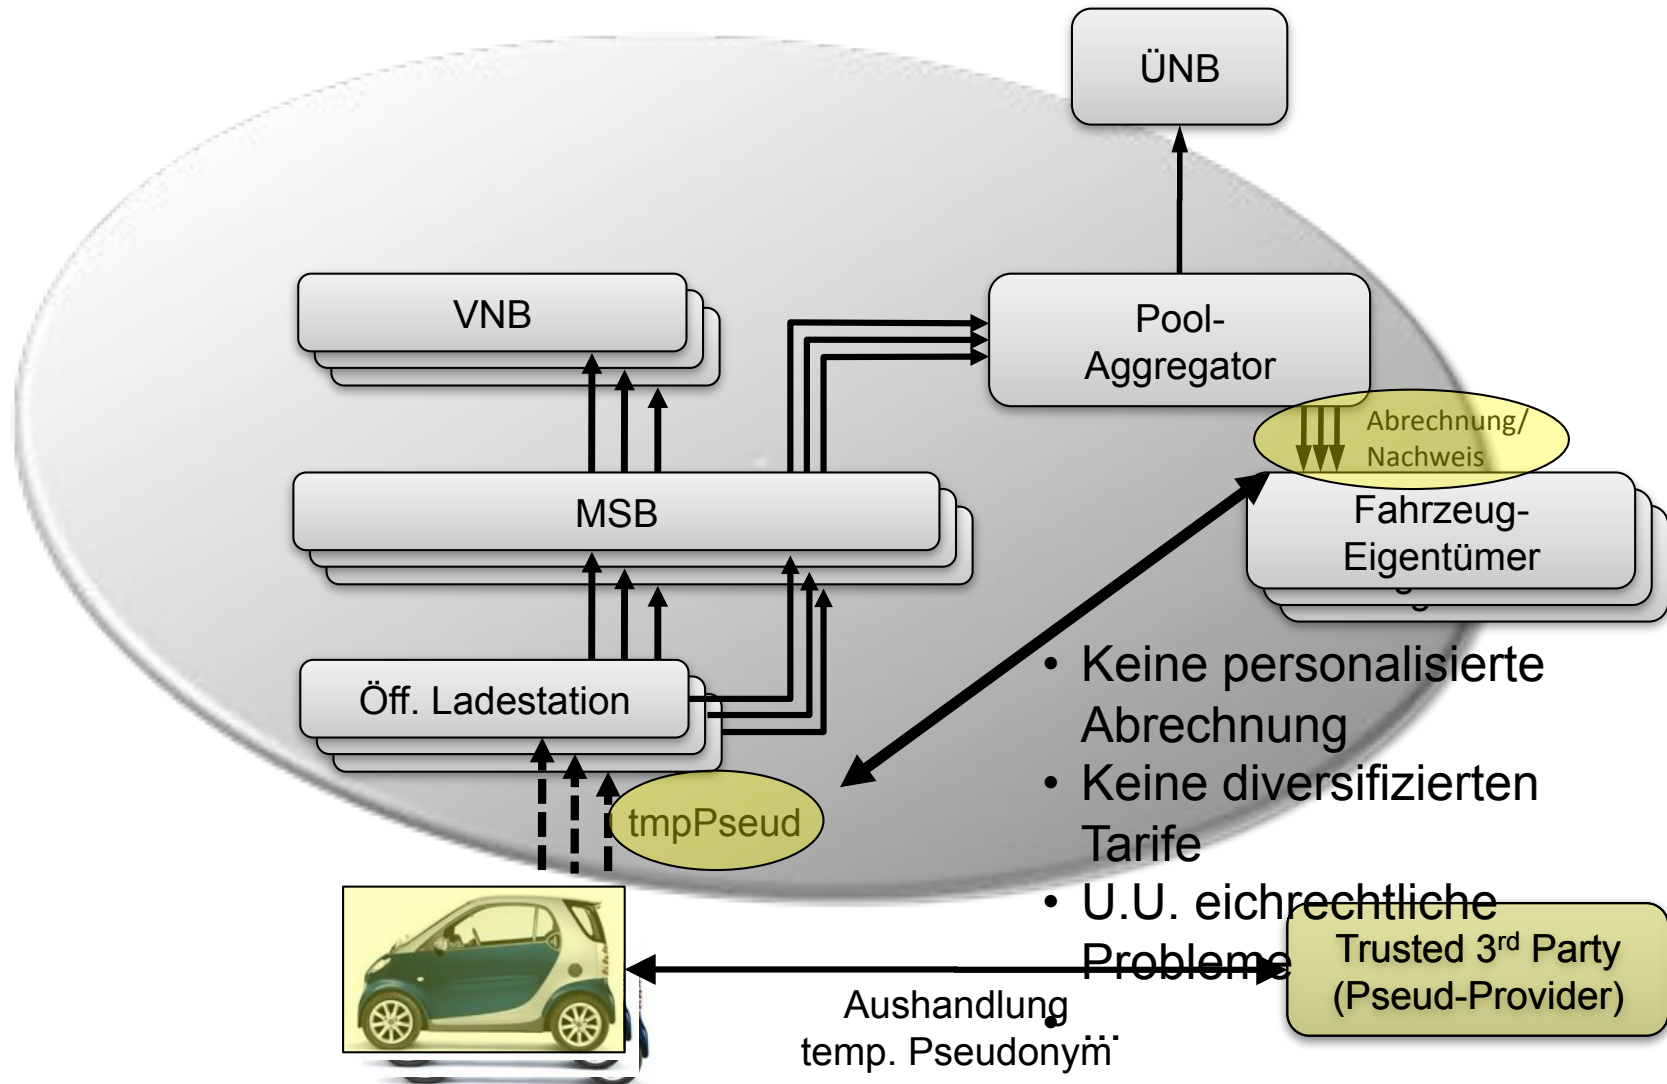 ÜNB
VNB
Pool-
Aggregator
Abrechnung/
Nachweis
MSB
Fahrzeug-
Eigentümer
Öff. Ladestation
tmpPseud
• Keine personalisierte
Abrechnung
• Keine diversifizierten
Tarife
• U.U. eichrechtliche
Probleme
• ...
Trusted 3rd Party
(Pseud-Provider)
Aushandlung
temp. Pseudonym